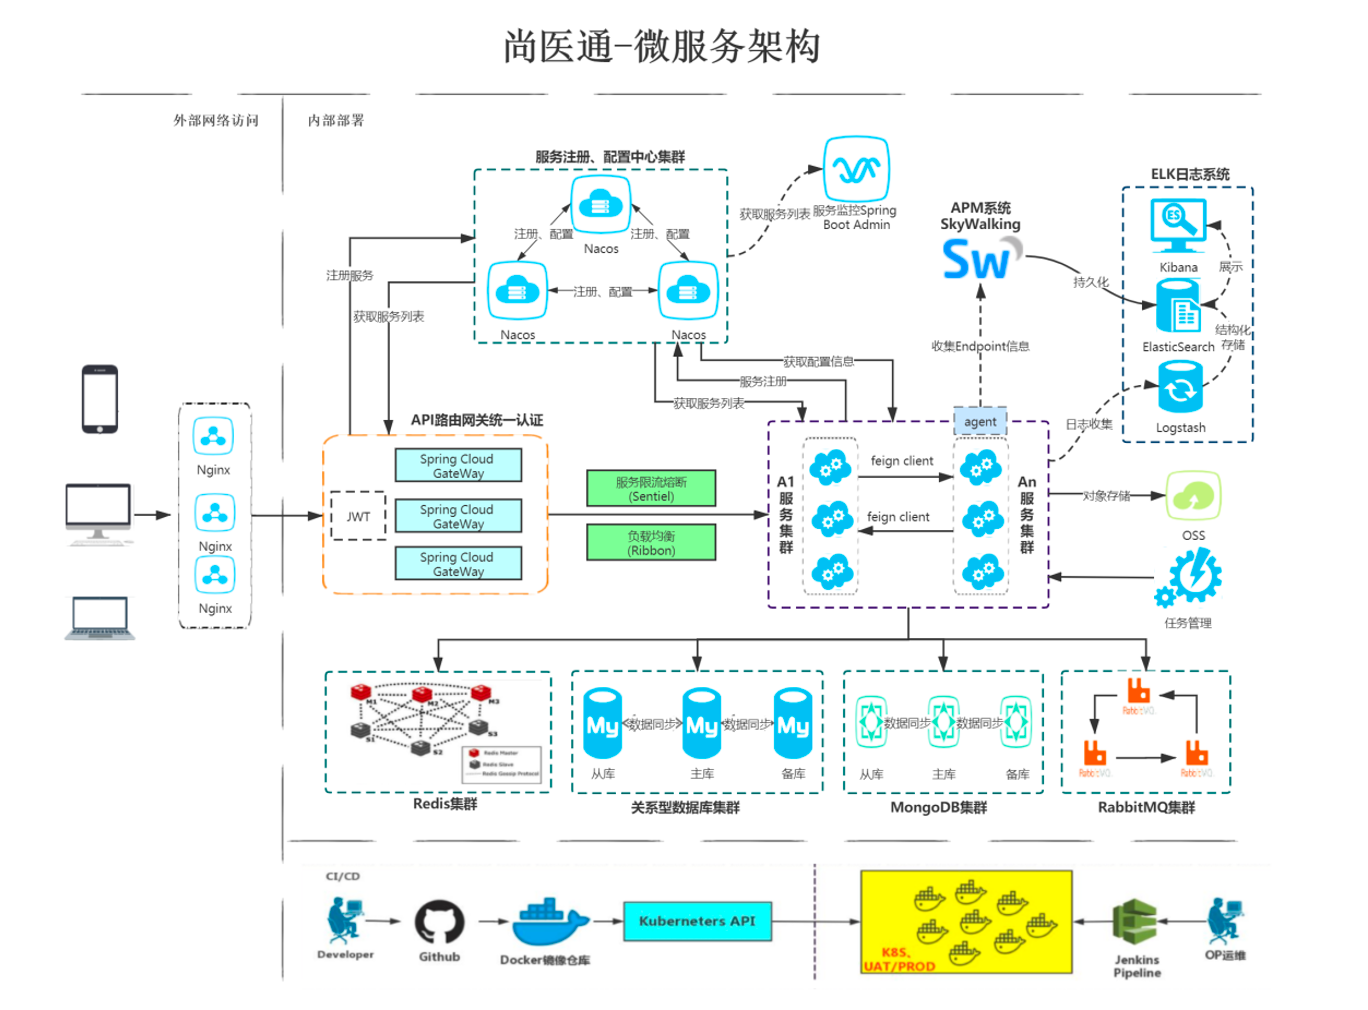 尚医通-微服务架构
外部网络访问
内部部署
服务注册、配置中心集群
Nacos
注册、配置
注册、配置
Nacos
注册、配置
Nacos
获取服务列表
服务监控Spring
Boot Admin
APM系统
SkyWalking
Sw
持久化
ELK日志系统
ES
Kibana
展示
ElasticSearch
结构化
存储
Logstash
注册服务
获取服务列表
获取配置信息
服务注册
获取服务列表
收集Endpoint信息
日志收集
Nginx
Nginx
Nginx
API路由网关统一认证
JWT
Spring Cloud
GateWay
Spring Cloud
GateWay
Spring Cloud
GateWay
服务限流熔断
(Sentiel)
负载均衡
(Ribbon)
A1
服
务
集
群
feign client
feign client
agent
An
服
务
集
群
对象存储
OSS
任务管理
M1
M2
M3
S1
S2
S3
Redis Master
Redis Slave
Redis Gossip Protocol
Redis集群
My
数据同步
My
数据同步
My
从库
主库
备库
关系型数据库集群
数据同步
数据同步
从库
主库
备库
MongoDB集群
RabbitMQ集群
CI/CD
Developer
Github
Docker镜像仓库
Kuberneters API
K8S、
UAT/PROD
Jenkins
Pipeline
OP运维